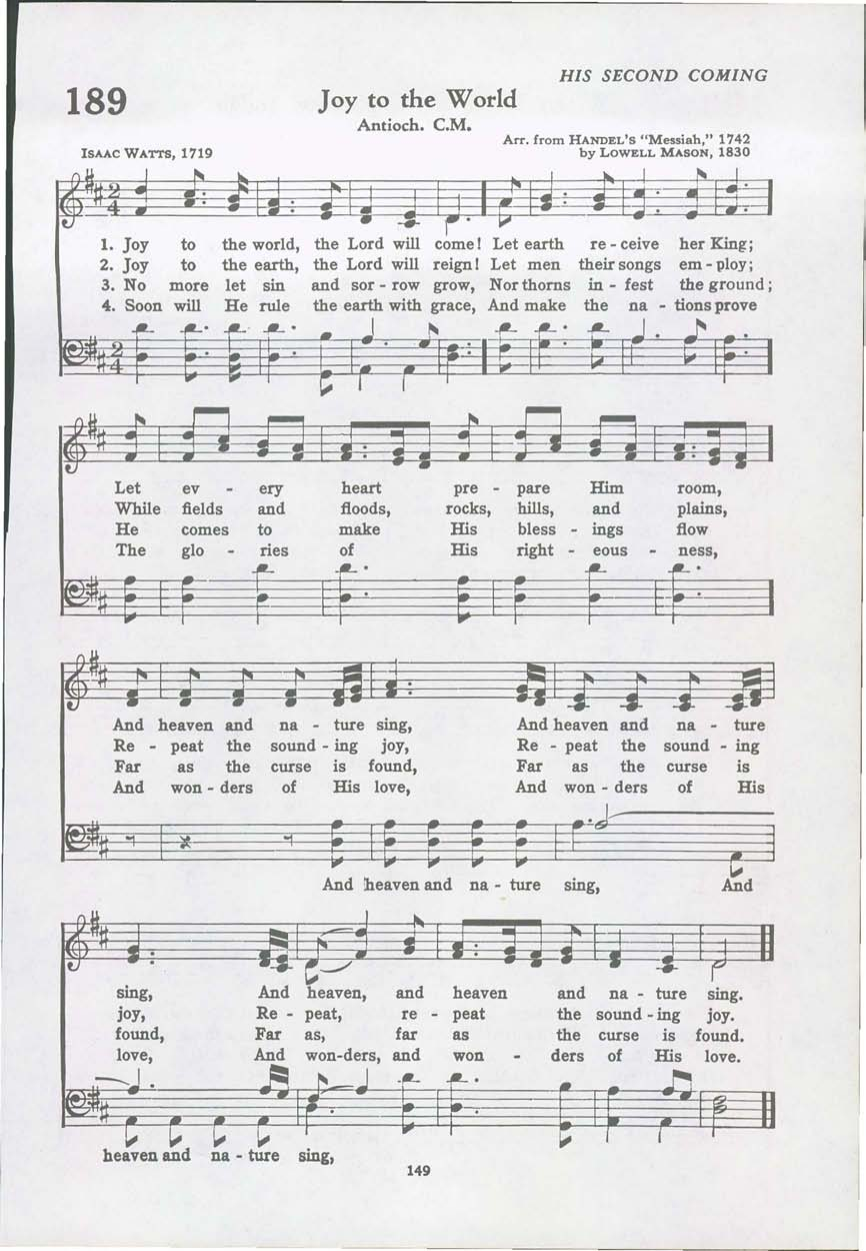 HIS SECOND COMING
189
Joy to the World
Antioch. C.M.
Arr. from HANDEL'S "Messiah," 1742
ISAAC WATTS, 1719
by LOWELL MASON, 1830
1. Joy to the world, the Lord will come! Let earth re - ceive her King;
2. Joy to the earth, the Lord will reign! Let men their songs em - ploy;
3. No more let sin and sor - row grow, Nor thorns in - fest the ground;
4. Soon will He rule the earth with grace, And make the na - tions prove
Let ev - ery heart pre - pare Him room,
While fields and floods, rocks, hills, and plains,
He comes to make His bless - ings flow
The glo - ries of His right - eous - ness,
And heaven and na - ture sing, And heaven and na - ture
Re - peat the sound - ing joy, Re - peat the sound - ing
Far as the curse is found, Far as the curse is
And won - ders of His love, And won - ders of His
And heaven and na - ture sing, And
sing, And heaven, and heaven and na - ture sing.
joy, Re - peat, re - peat the sound - ing joy.
found, Far as, far as the curse is found.
love, And won-ders, and won - ders of His love.
heaven and na - ture sing,
149